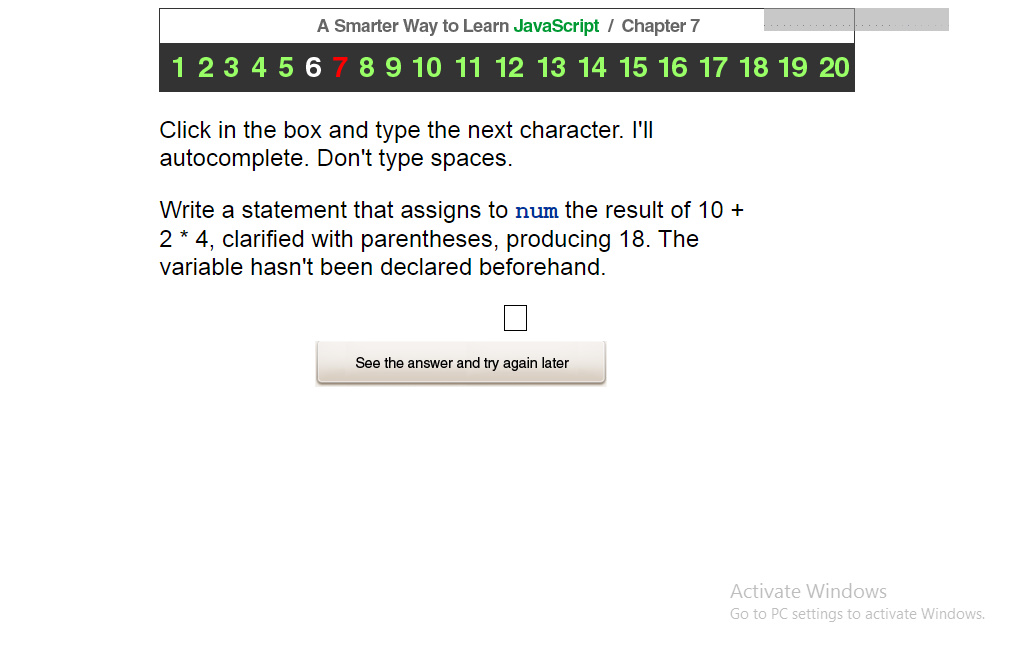 A Smarter Way to Learn JavaScript / Chapter 7
1 2 3 4 5 6 7 8 9 10 11 12 13 14 15 16 17 18 19 20
Click in the box and type the next character. I'll
autocomplete. Don't type spaces.
Write a statement that assigns to num the result of 10 +
2 * 4, clarified with parentheses, producing 18. The
variable hasn't been declared beforehand.
See the answer and try again later
Activate Windows
Go to PC settings to activate Windows.